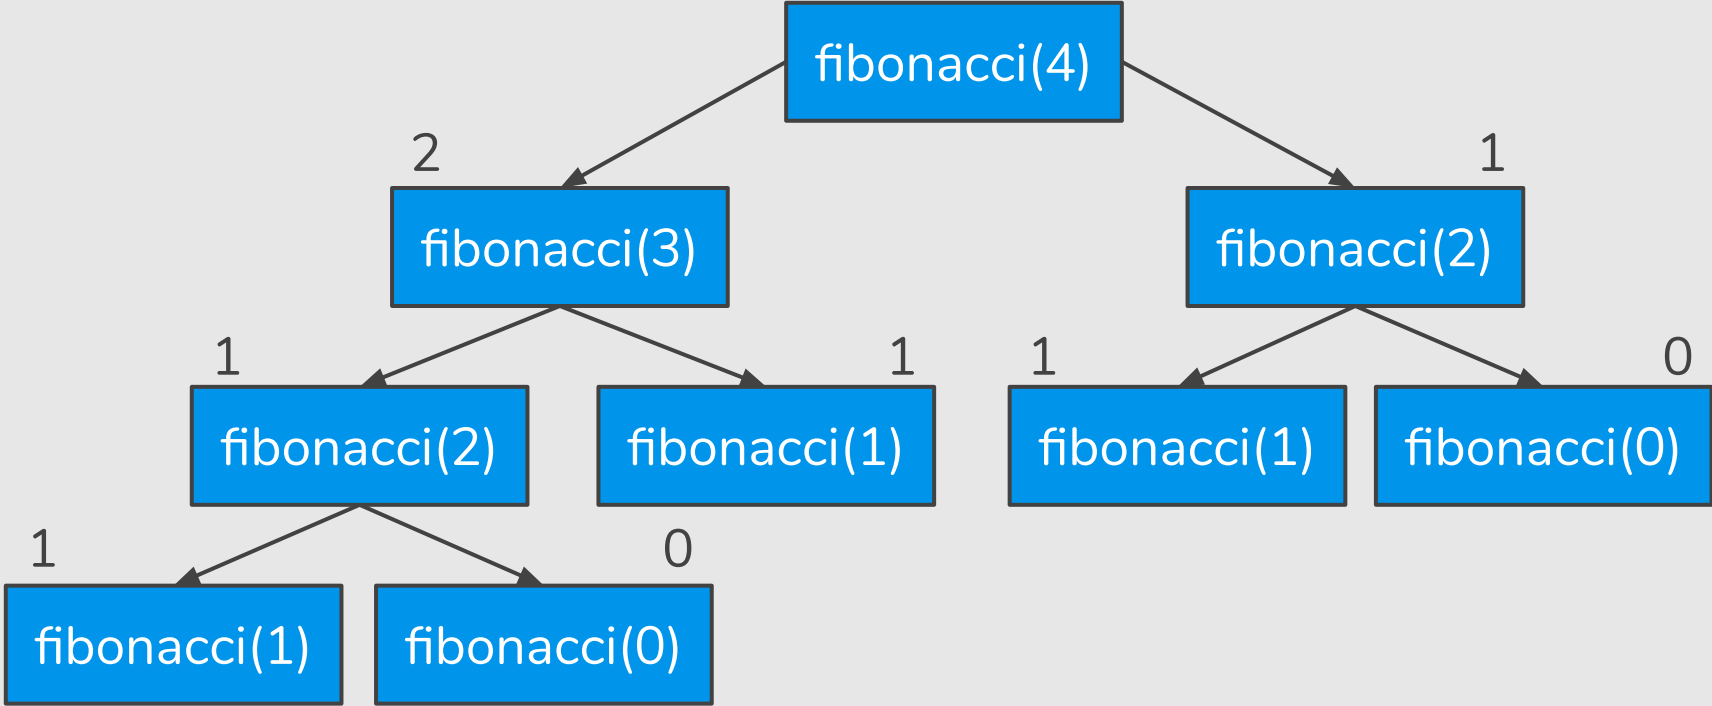 fibonacci(4)
2
1
fibonacci(3)
fibonacci(2)
1
1
1
0
fibonacci(2)
fibonacci(1)
fibonacci(1)
fibonacci(0)
1
0
fibonacci(1)
fibonacci(0)